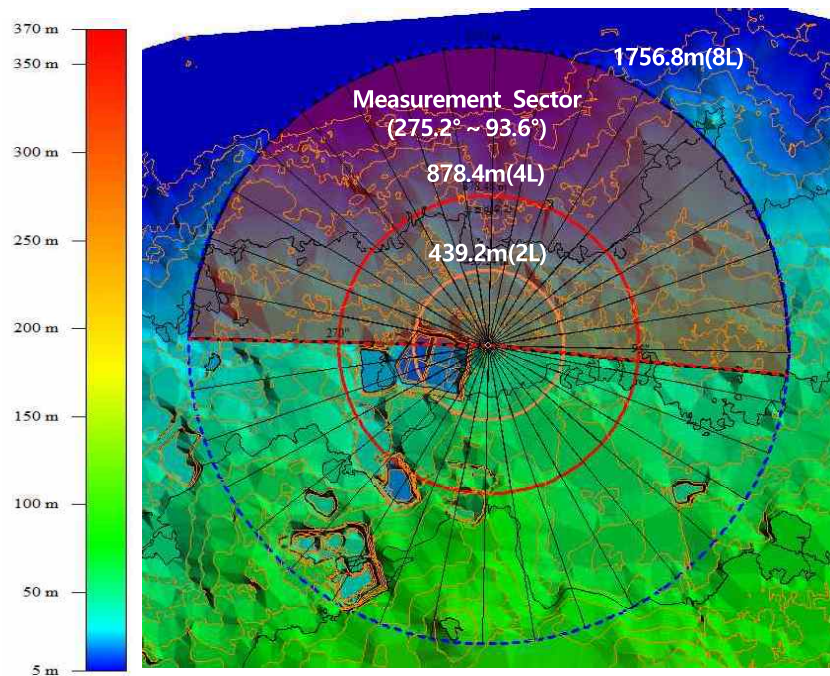 370 m
350 m
300 m
250 m
200 m
150 m
100 m
50 m
5 m
1756.8m(8L)
Measurement Sector
(275.2° ~ 93.6°)
878.4m(4L)
439.2m(2L)
270°